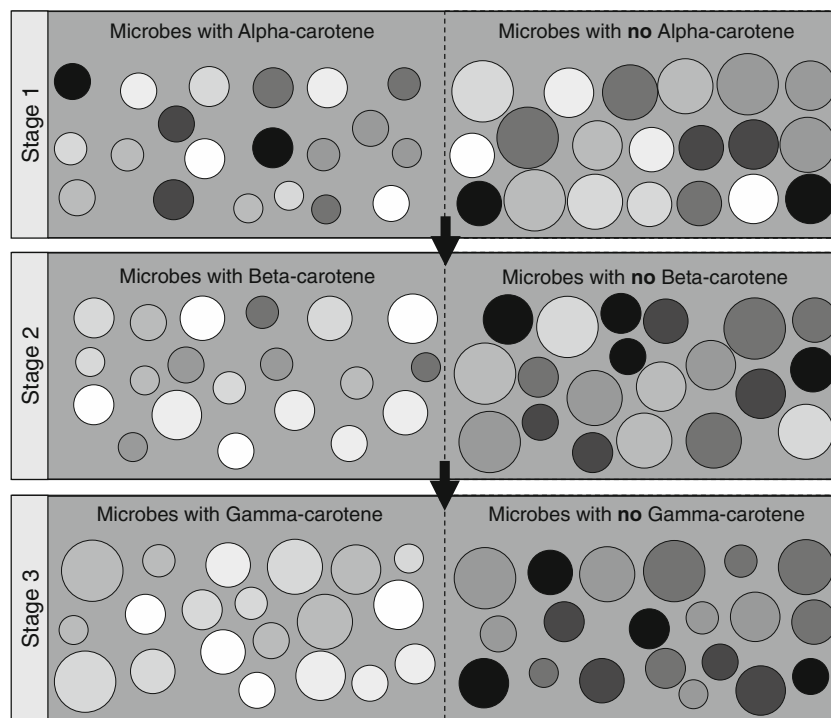 Stage 1
Microbes with Alpha-carotene
Microbes with no Alpha-carotene
Stage 2
Microbes with Beta-carotene
Microbes with no Beta-carotene
Stage 3
Microbes with Gamma-carotene
Microbes with no Gamma-carotene